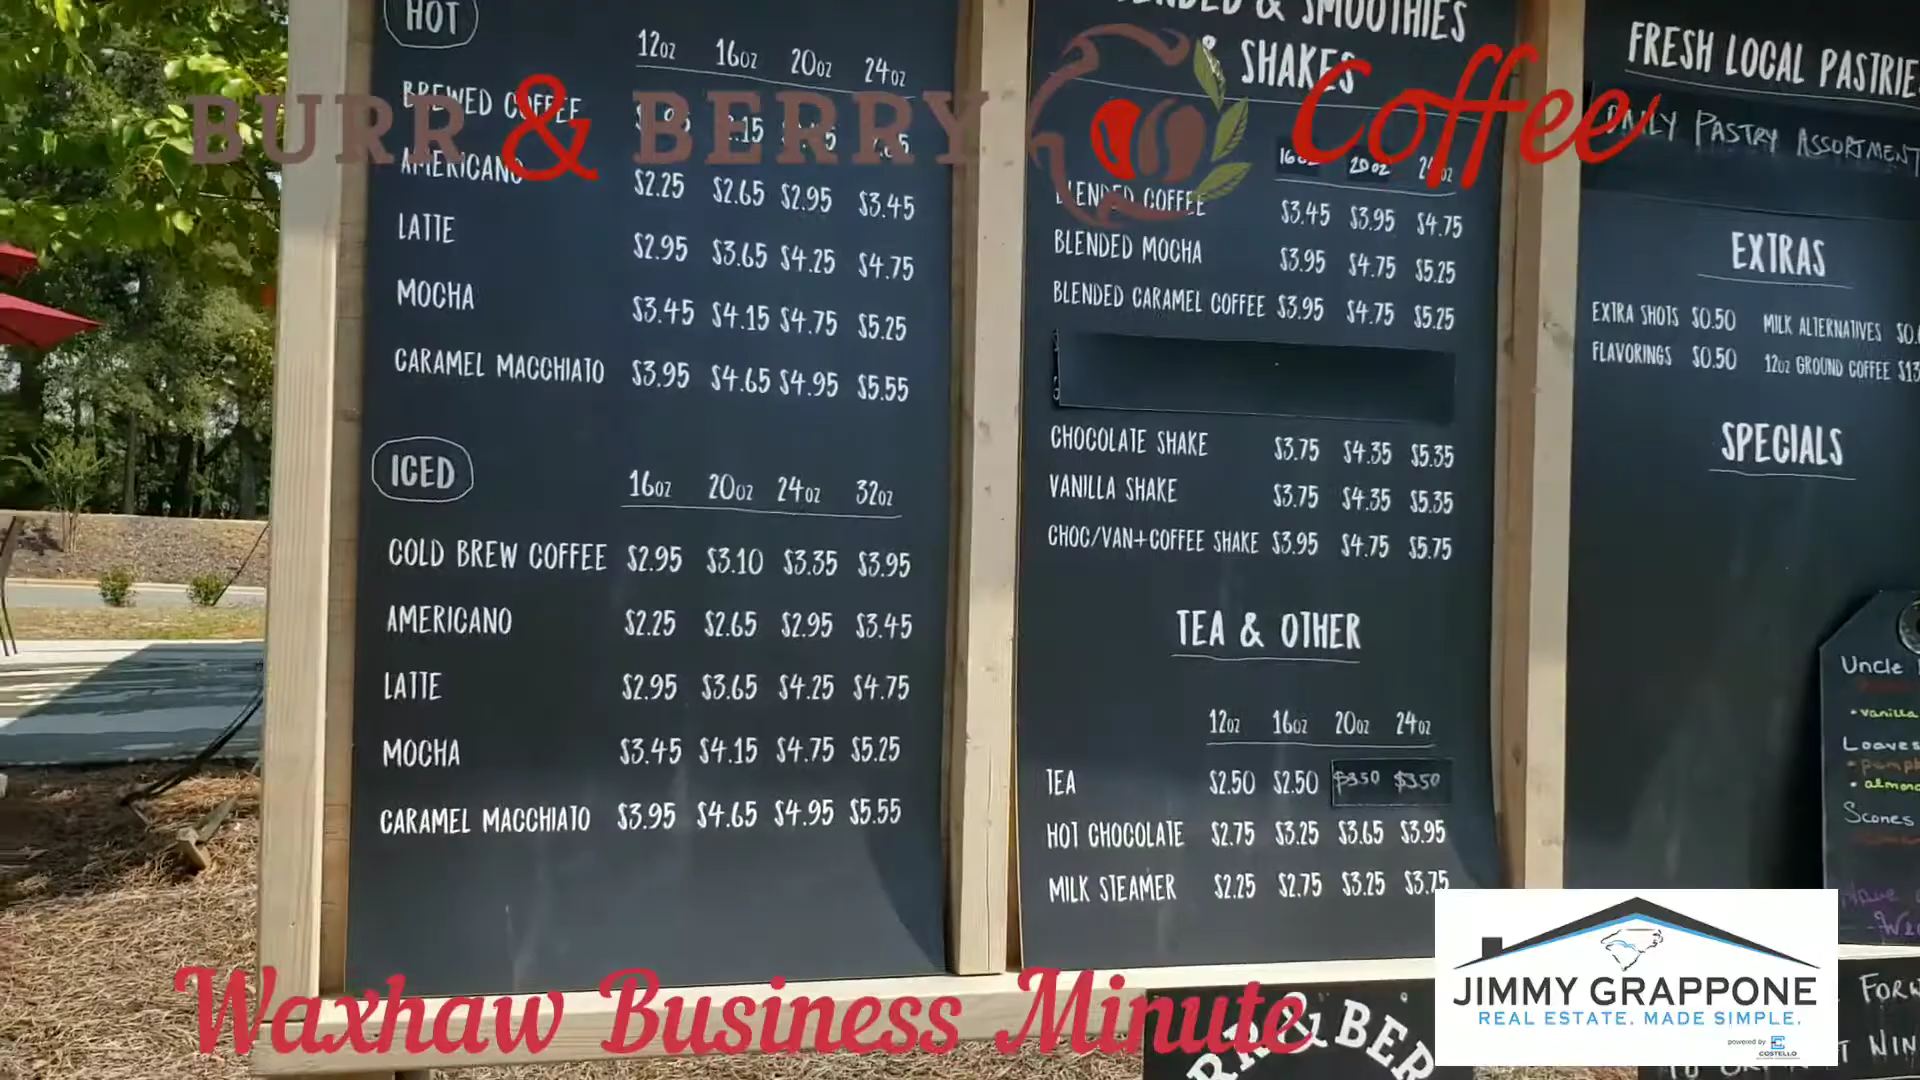 HOT
12oz 16oz 20oz 24oz
BREWED COFFEE
AMERICANO $2.25 $2.65 $2.95 $3.45
LATTE $2.95 $3.65 $4.25 $4.75
MOCHA $3.45 $4.15 $4.75 $5.25
CARAMEL MACCHIATO $3.95 $4.65 $4.95 $5.55
ICED
16oz 20oz 24oz 32oz
COLD BREW COFFEE $2.95 $3.10 $3.35 $3.95
AMERICANO $2.25 $2.65 $2.95 $3.45
LATTE $2.95 $3.65 $4.25 $4.75
MOCHA $3.45 $4.15 $4.75 $5.25
CARAMEL MACCHIATO $3.95 $4.65 $4.95 $5.55
BURR & BERRY Coffee
& SMOOTHIES
& SHAKES
16oz 20oz
BLENDED COFFEE $3.45 $3.95 $4.75
BLENDED MOCHA $3.95 $4.75 $5.25
BLENDED CARAMEL COFFEE $3.95 $4.75 $5.25
CHOCOLATE SHAKE $3.75 $4.35 $5.35
VANILLA SHAKE $3.75 $4.35 $5.35
CHOC/VAN+COFFEE SHAKE $3.95 $4.75 $5.75
TEA & OTHER
12oz 16oz 20oz 24oz
TEA $2.50 $2.50 $3.50 $3.50
HOT CHOCOLATE $2.75 $3.25 $3.65 $3.95
MILK STEAMER $2.25 $2.75 $3.25 $3.75
FRESH LOCAL PASTRIE
DAILY PASTRY ASSORTMENT
EXTRAS
EXTRA SHOTS $0.50 MILK ALTERNATIVES
FLAVORINGS $0.50 12oz GROUND COFFEE $13
SPECIALS
Uncle
• vanilla
Loaves
Scones
Waxhaw Business Minute
JIMMY GRAPPONE
REAL ESTATE. MADE SIMPLE.
powered by
COSTELLO